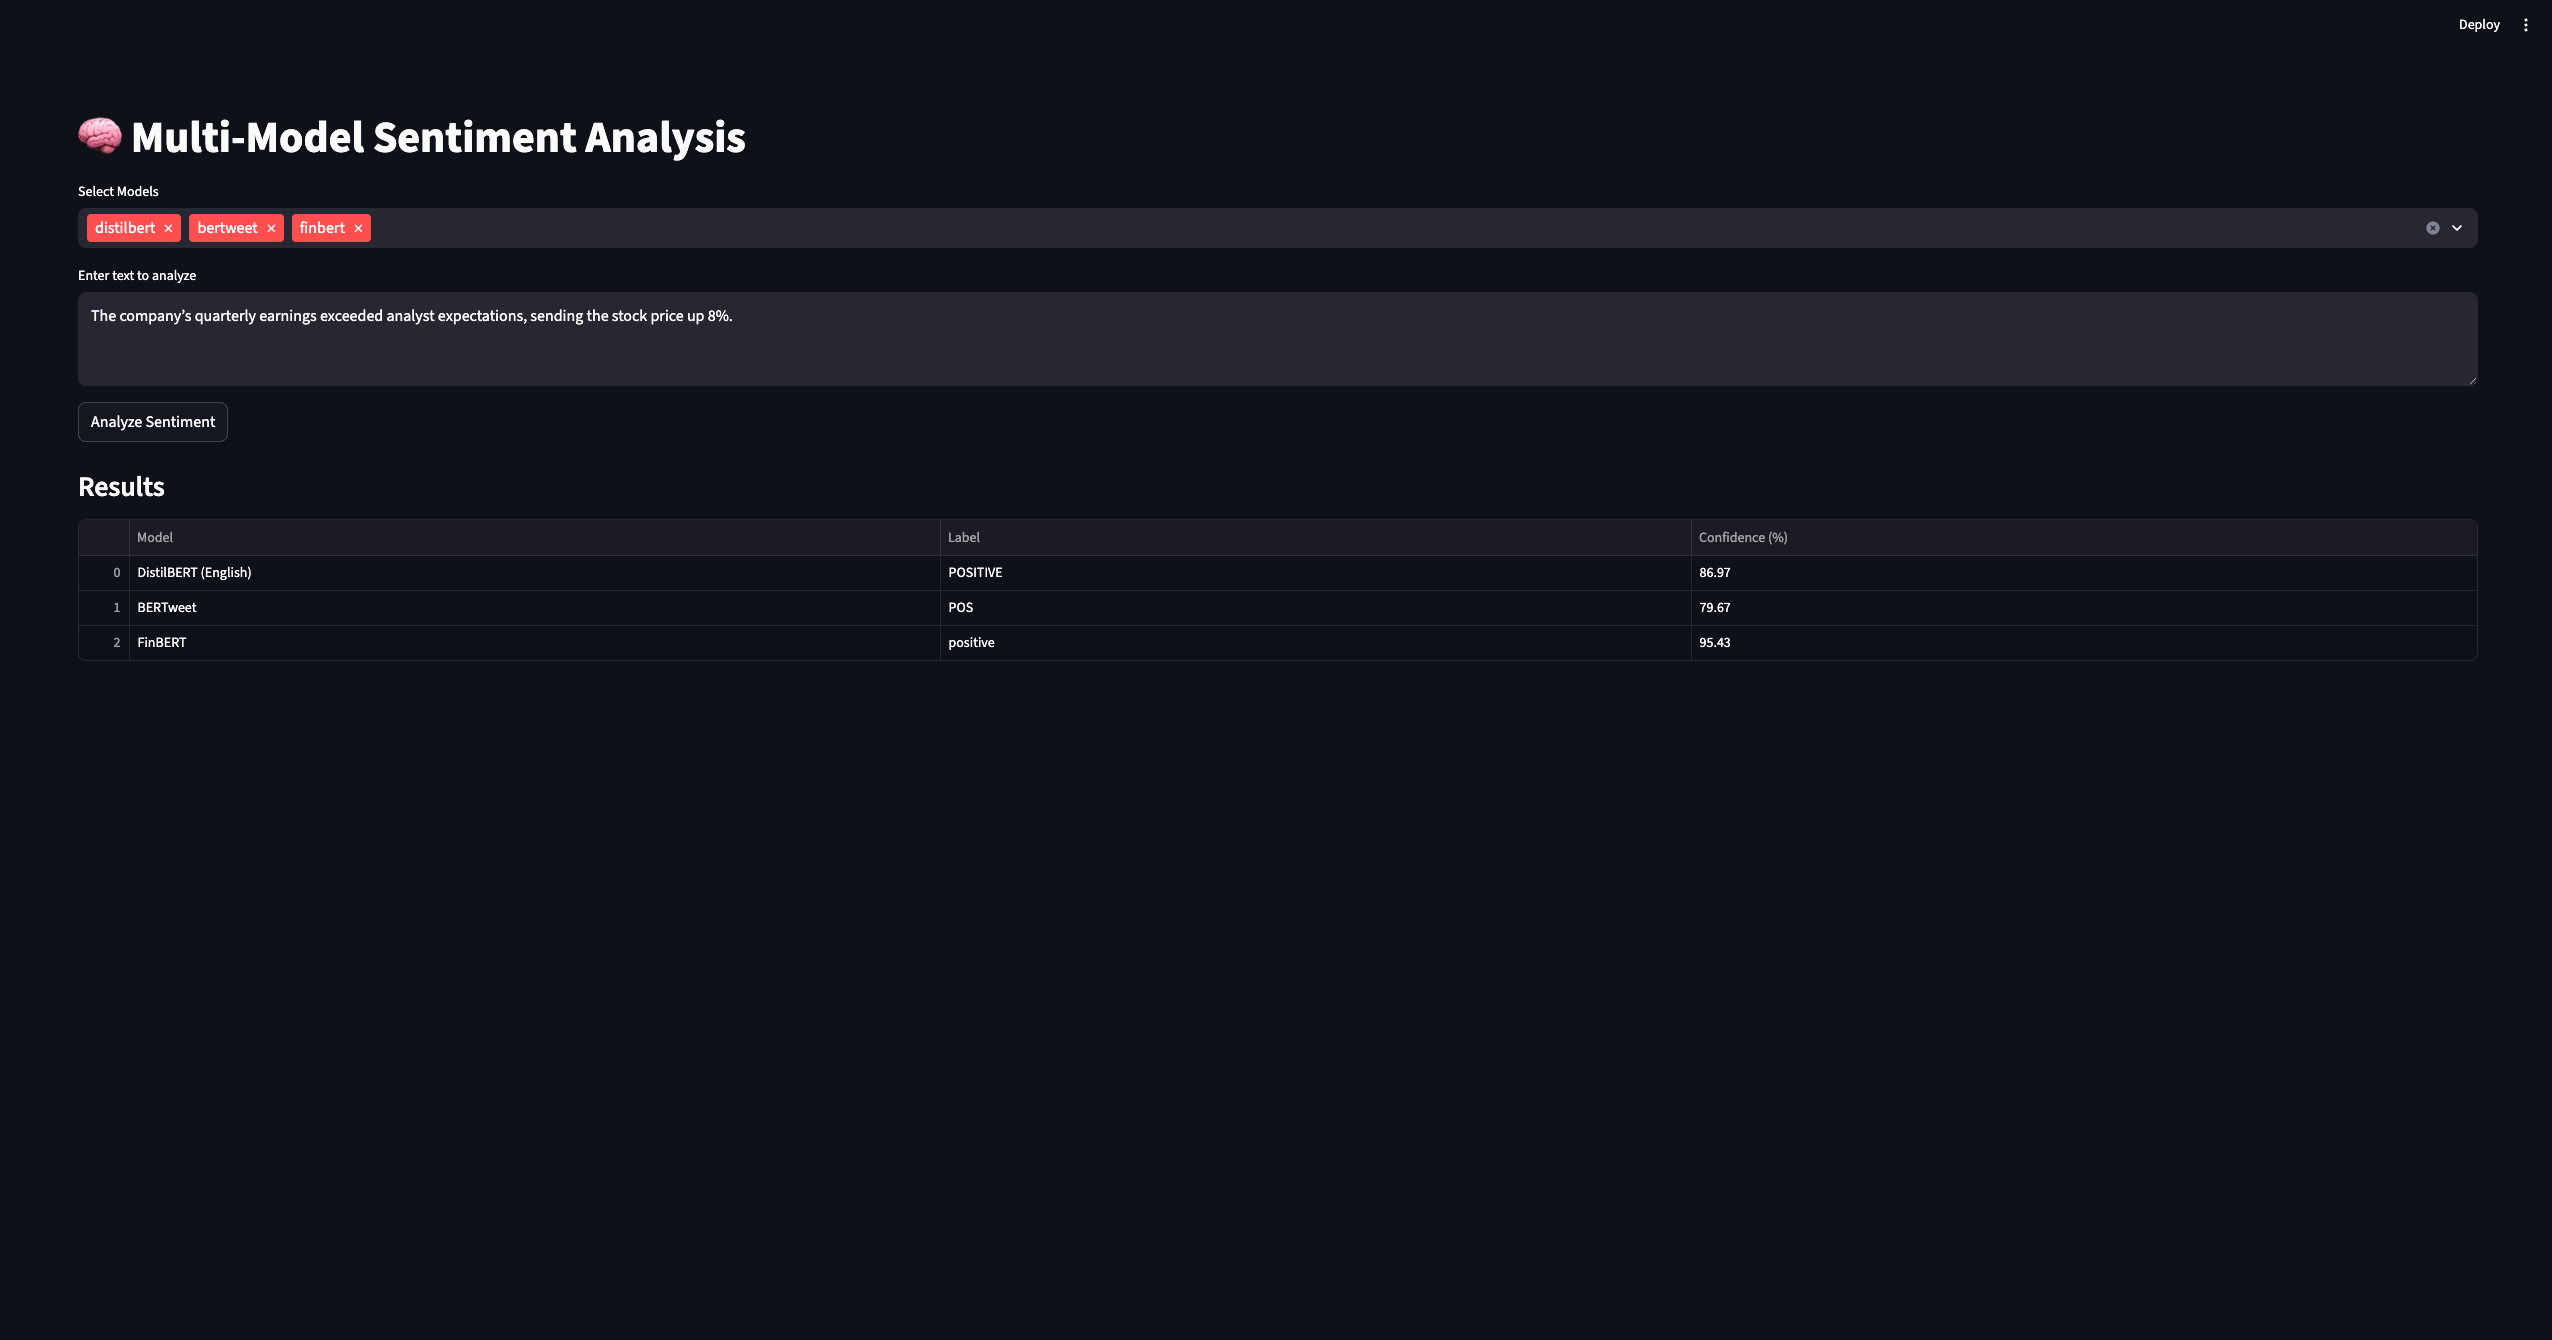 Deploy
Multi-Model Sentiment Analysis
Select Models
distilbert bertweet finbert
Enter text to analyze
The company’s quarterly earnings exceeded analyst expectations, sending the stock price up 8%.
Analyze Sentiment
Results
Model Label Confidence (%)
0 DistilBERT (English) POSITIVE 86.97
1 BERTweet POS 79.67
2 FinBERT positive 95.43